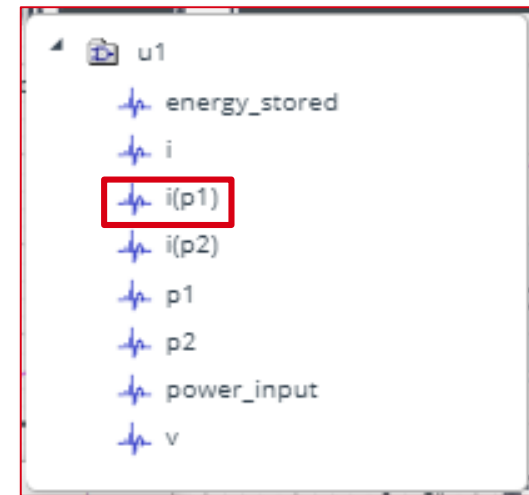 u1
energy_stored
i
i(p1)
i(p2)
p1
p2
power_input
v